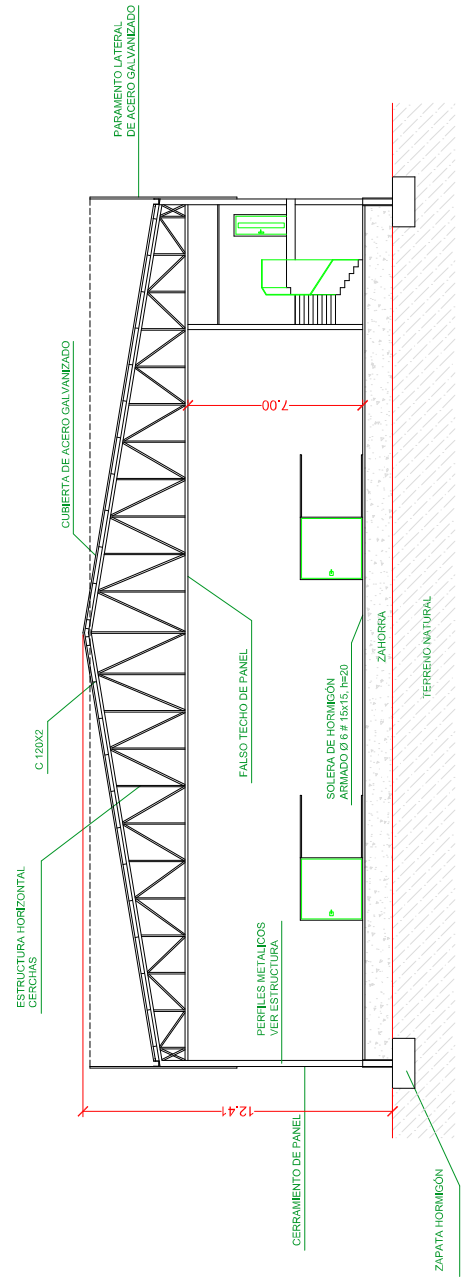 PARAMENTO LATERAL
DE ACERO GALVANIZADO
CUBIERTA DE ACERO GALVANIZADO
C 120X2
ESTRUCTURA HORIZONTAL
CERCHAS
7.00
FALSO TECHO DE PANEL
SOLERA DE HORMIGÓN
ARMADO Ø 6 # 15x15, h=20
ZAHORRA
TERRENO NATURAL
PERFILES METALICOS
VER ESTRUCTURA
12.41
CERRAMIENTO DE PANEL
ZAPATA HORMIGÓN